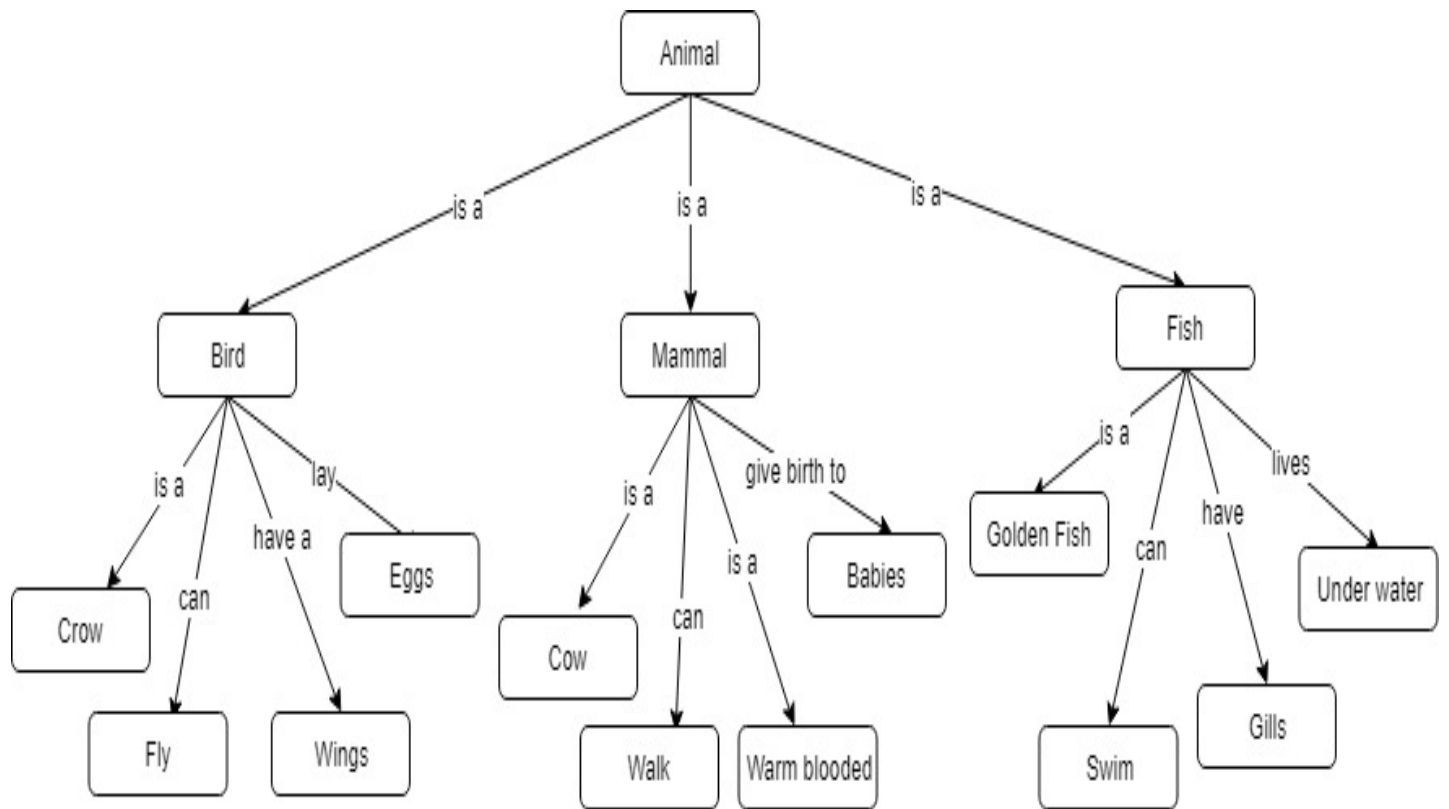 Animal
is a
is a
is a
Bird
Mammal
Fish
is a
can
have a
lay
Crow
Fly
Wings
Eggs
is a
can
is a
give birth to
Cow
Walk
Warm blooded
Babies
is a
can
have
lives
Golden Fish
Swim
Gills
Under water